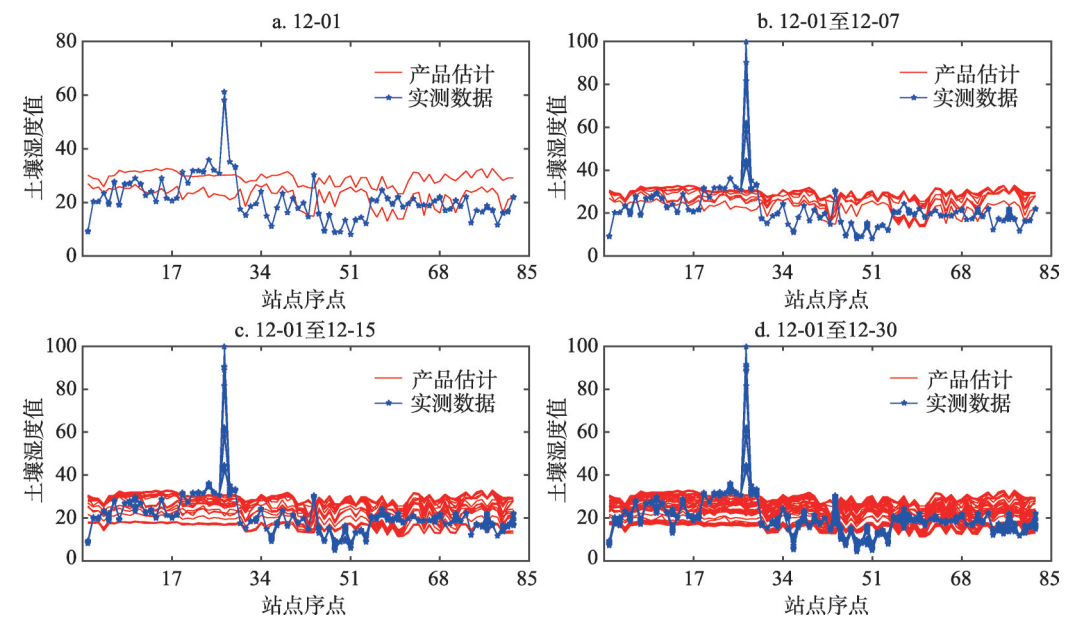 a. 12-01
80
60
40
20
0
17
34
51
68
85
土壤湿度值
站点序点
产品估计
实测数据
b. 12-01至12-07
100
80
60
40
20
0
17
34
51
68
85
土壤湿度值
站点序点
产品估计
实测数据
c. 12-01至12-15
100
80
60
40
20
0
17
34
51
68
85
土壤湿度值
站点序点
产品估计
实测数据
d. 12-01至12-30
100
80
60
40
20
0
17
34
51
68
85
土壤湿度值
站点序点
产品估计
实测数据